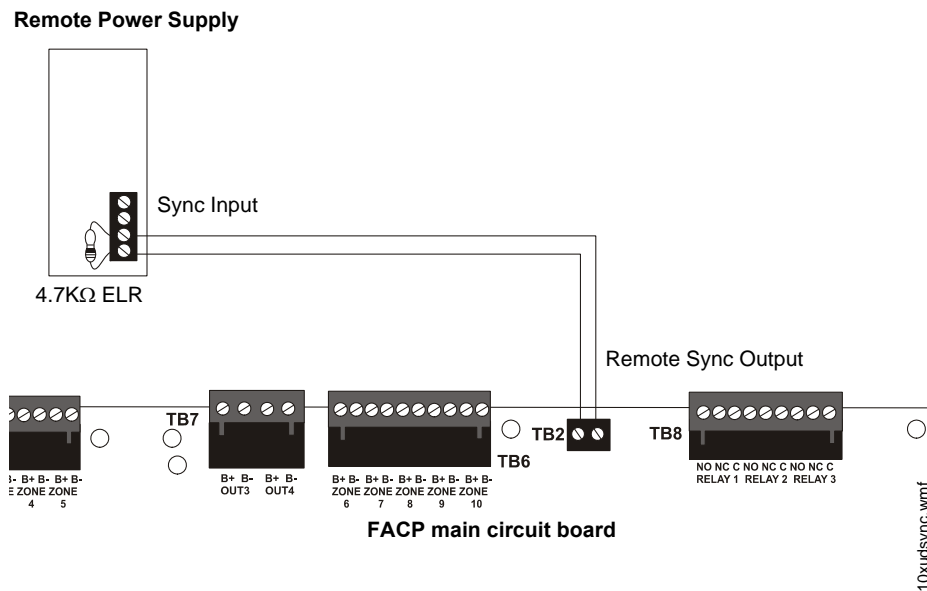 Remote Power Supply
Sync Input
4.7KΩ ELR
Remote Sync Output
TB7
TB6
TB2
TB8
B- B+ B- B+ B-
E ZONE ZONE
4 5
B+ B- B+ B-
OUT3 OUT4
B+ B- B+ B- B+ B- B+ B- B+ B-
ZONE ZONE ZONE ZONE ZONE
6 7 8 9 10
NO NC C NO NC C NO NC C
RELAY 1 RELAY 2 RELAY 3
FACP main circuit board
10xudsync.wmf